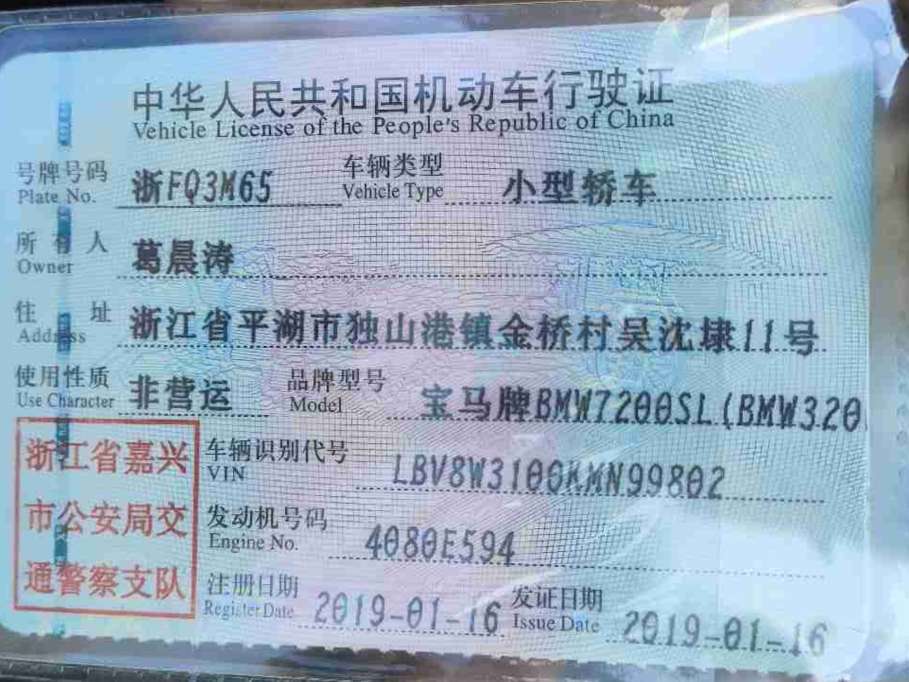 中华人民共和国机动车行驶证
Vehicle License of the People's Republic of China
号牌号码 浙FQ3M65 车辆类型 小型轿车
Plate No. Vehicle Type
所有人 葛晨涛
Owner
住址 浙江省平湖市独山港镇金桥村吴沈埭11号
Address
使用性质 非营运 品牌型号 宝马牌BMW7200SL(BMW320
Use Character Model
浙江省嘉兴
市公安局交
通警察支队
车辆识别代号 LBV8W3100KMN99802
VIN
发动机号码 4080E594
Engine No.
注册日期 2019-01-16 发证日期 2019-01-16
Register Date Issue Date